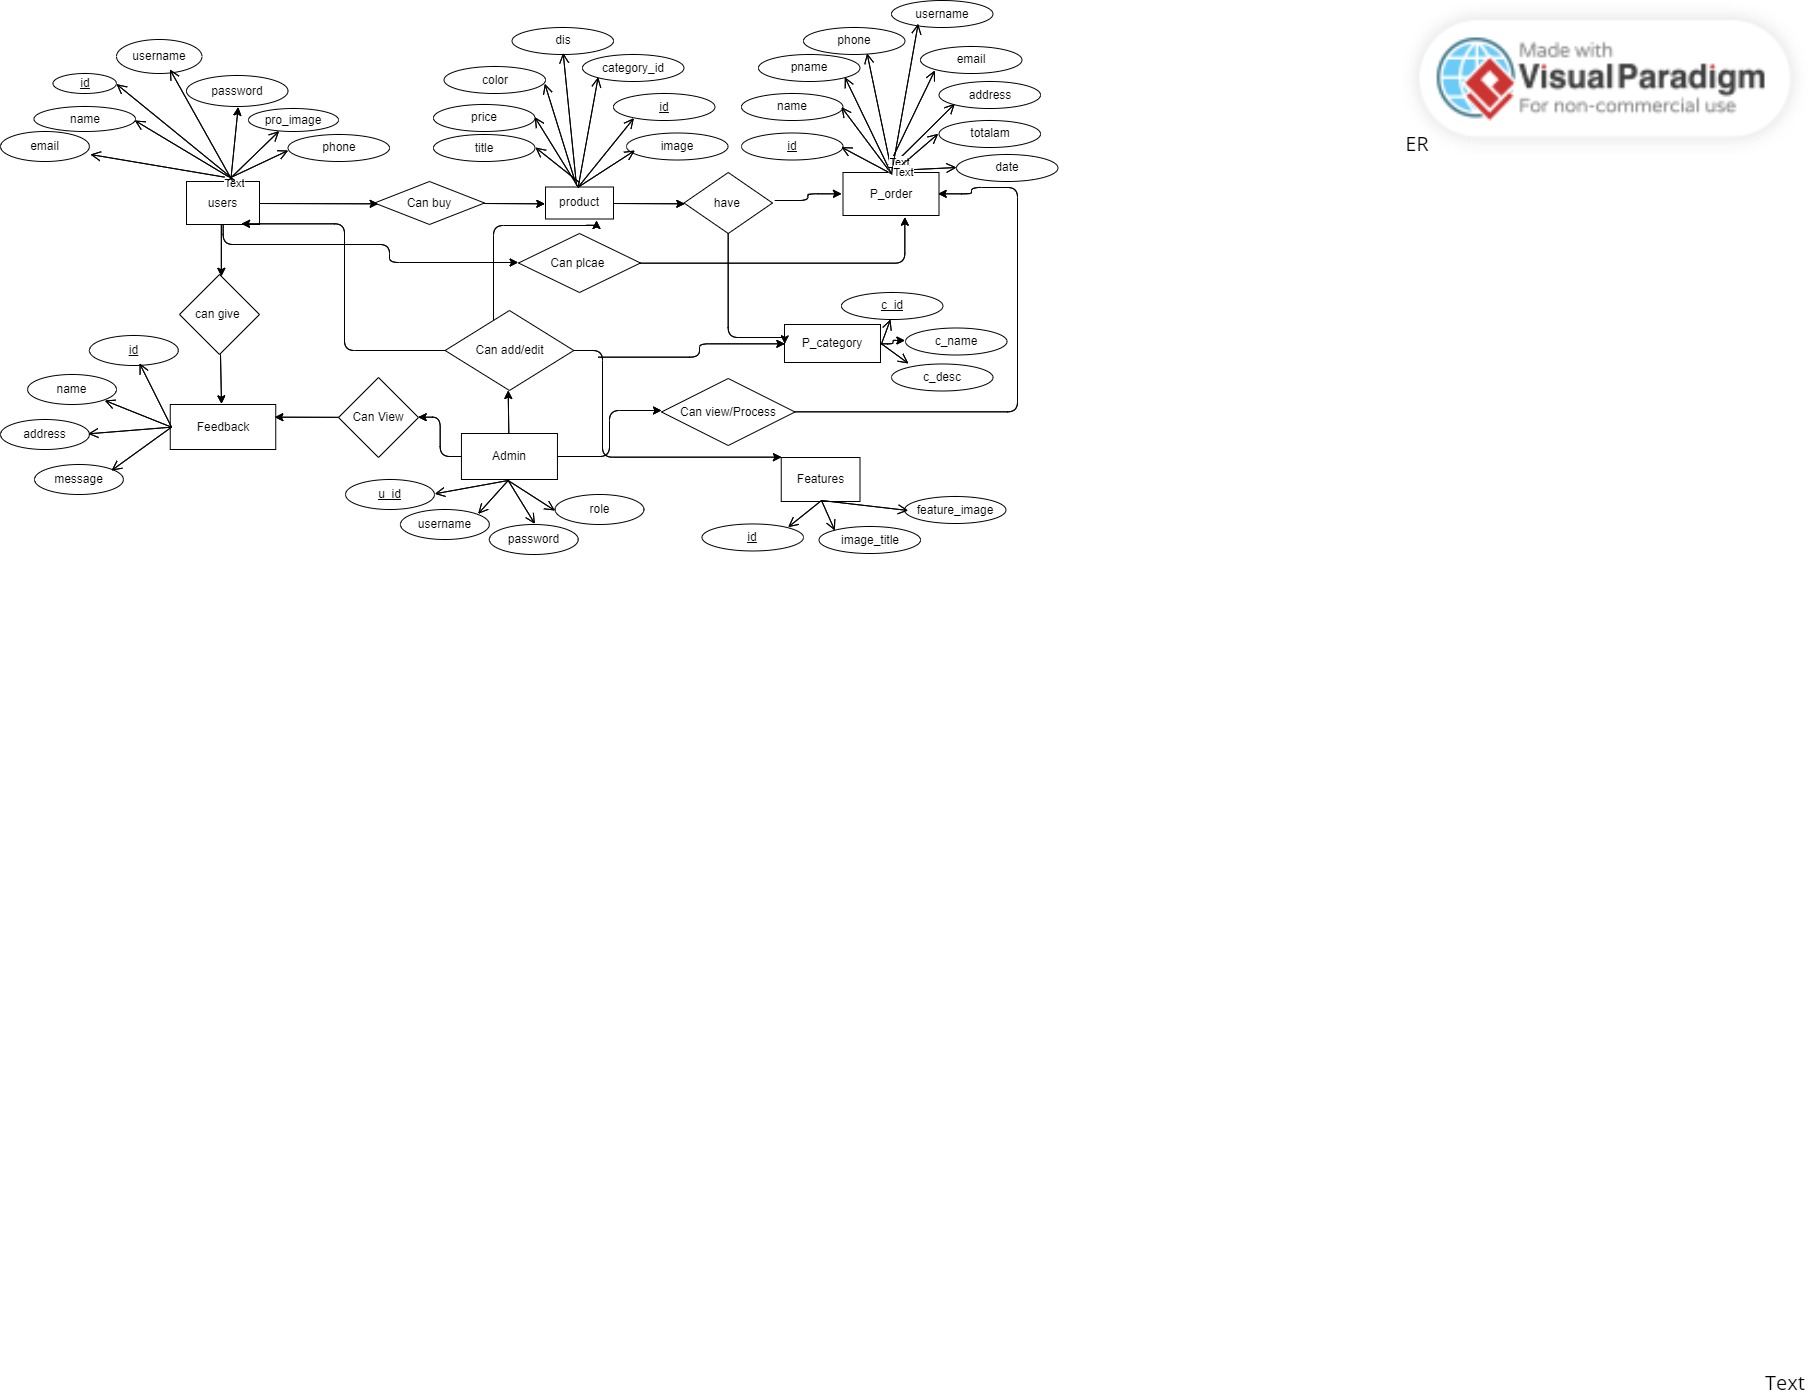 username
dis
phone
username
id
password
color
category_id
pname
email
name
pro_image
price
id
name
address
email
phone
title
image
id
totalam
date
Text
Text
Text
users
Can buy
product
have
P_order
Can plcae
can give
c_id
id
Can add/edit
P_category
c_name
c_desc
name
address
Feedback
Can View
Can view/Process
message
Admin
Features
u_id
username
password
role
id
image_title
feature_image
Made with
Visual Paradigm
For non-commercial use
ER
Text